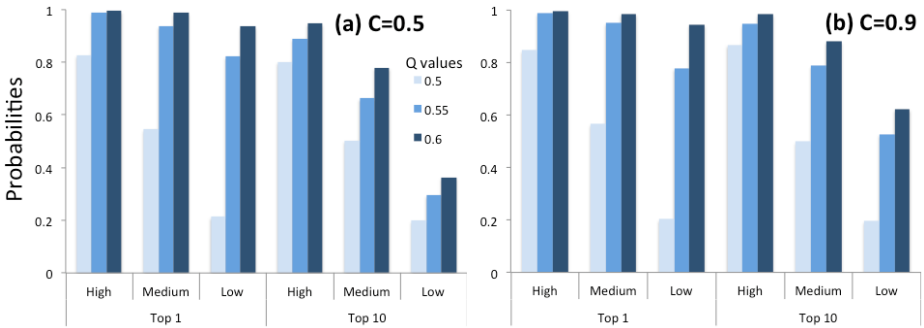 (a) C=0.5
Probabilities
1
0.8
0.6
0.4
0.2
0
Q values
0.5
0.55
0.6
High Medium Low High Medium Low
Top 1 Top 10
(b) C=0.9
1
0.8
0.6
0.4
0.2
0
High Medium Low High Medium Low
Top 1 Top 10